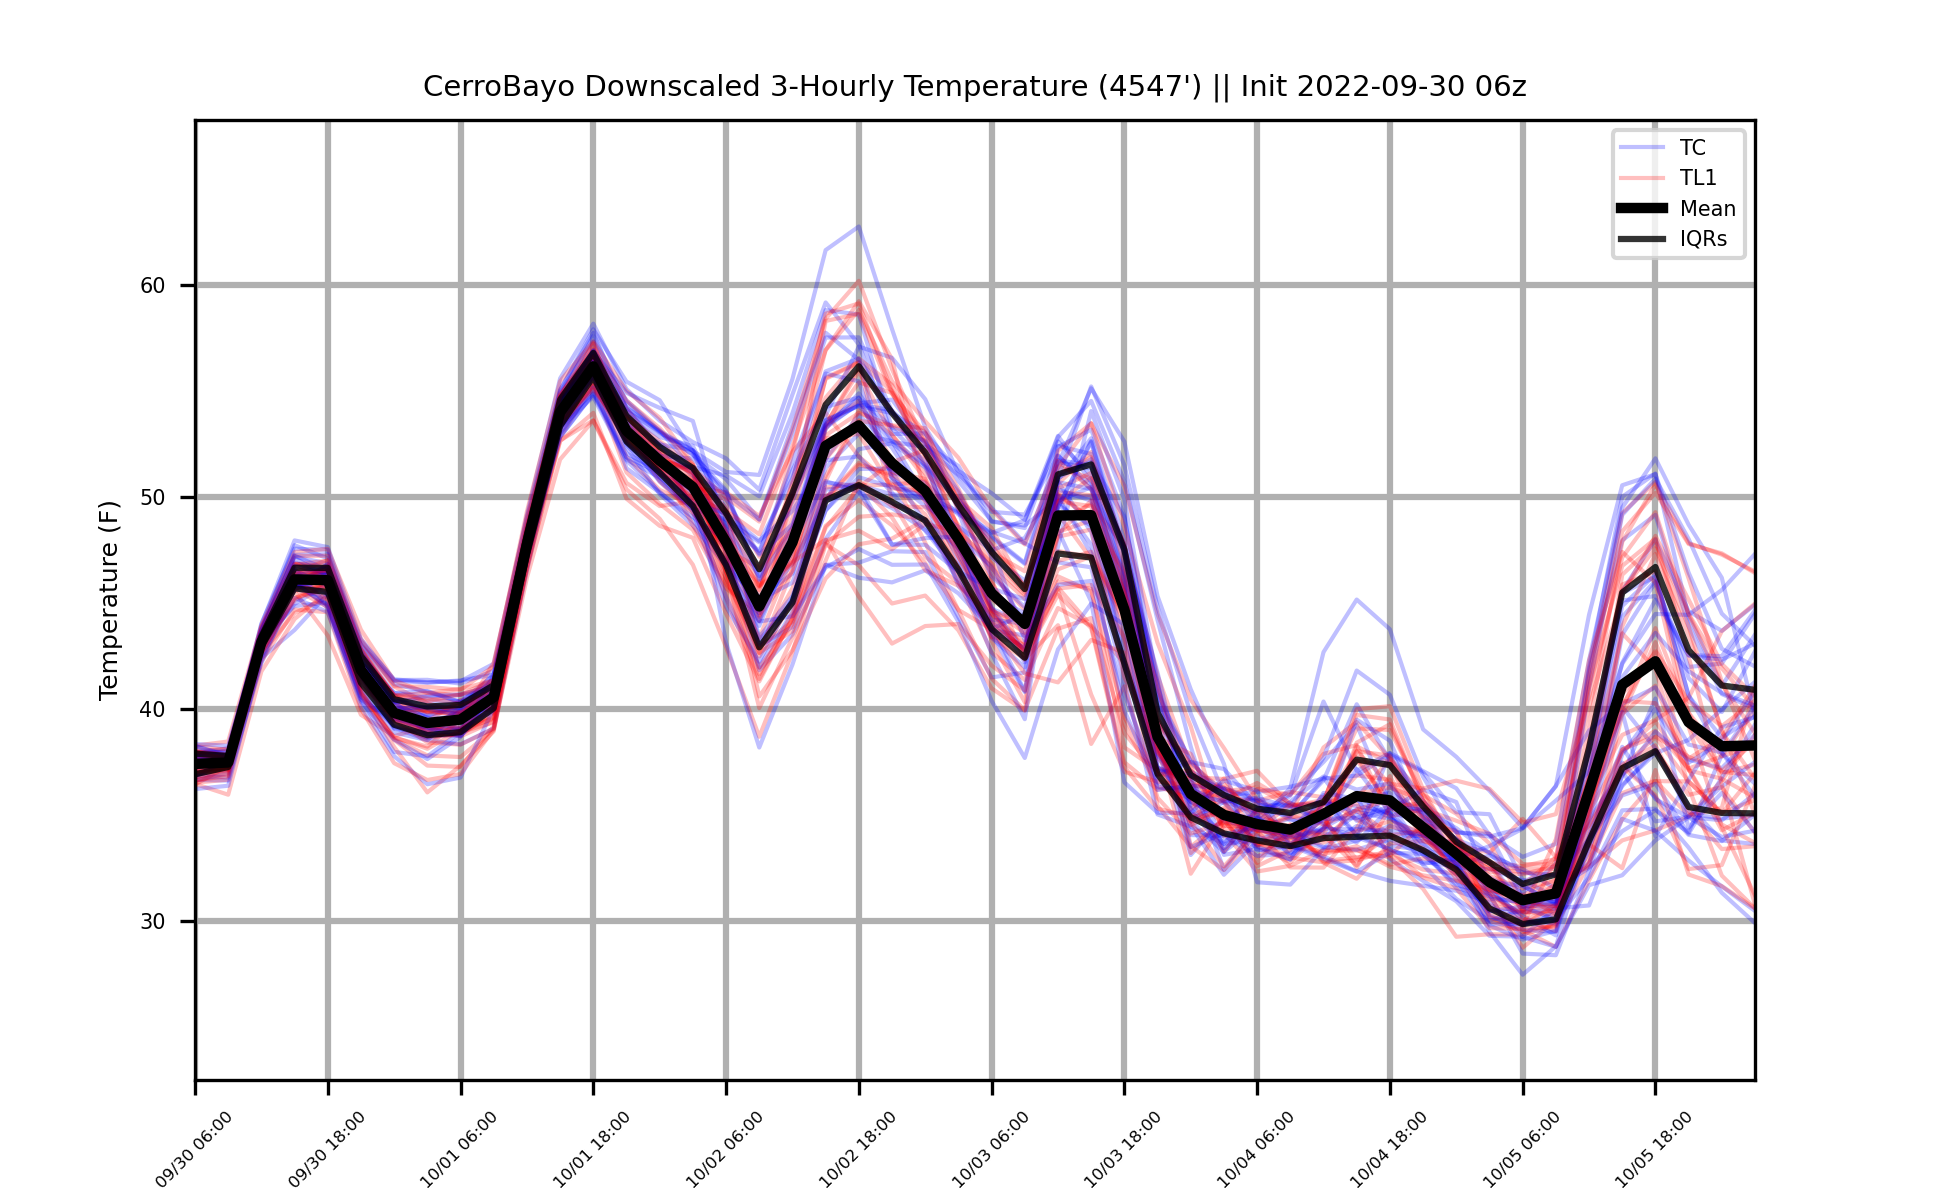 CerroBayo Downscaled 3-Hourly Temperature (4547') || Init 2022-09-30 06z
TC
TL1
Mean
IQRs
Temperature (F)
60
50
40
30
09/30 06:00
09/30 18:00
10/01 06:00
10/01 18:00
10/02 06:00
10/02 18:00
10/03 06:00
10/03 18:00
10/04 06:00
10/04 18:00
10/05 06:00
10/05 18:00